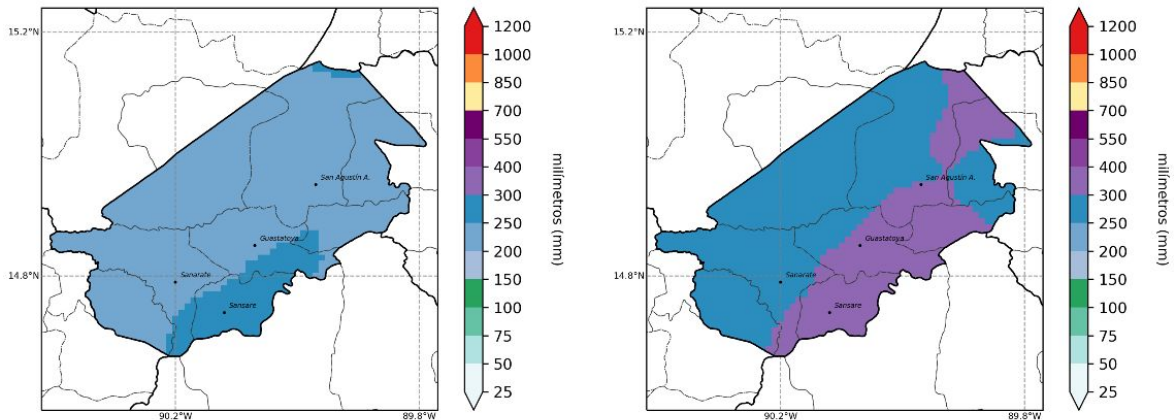 15.2°N
14.8°N
90.2°W
89.8°W
San Agustín A.
Guastatoya
Sanarate
Sansare
1200
1000
850
700
550
400
300
250
200
150
100
75
50
25
milímetros (mm)
15.2°N
14.8°N
90.2°W
89.8°W
San Agustín A.
Guastatoya
Sanarate
Sansare
1200
1000
850
700
550
400
300
250
200
150
100
75
50
25
milímetros (mm)